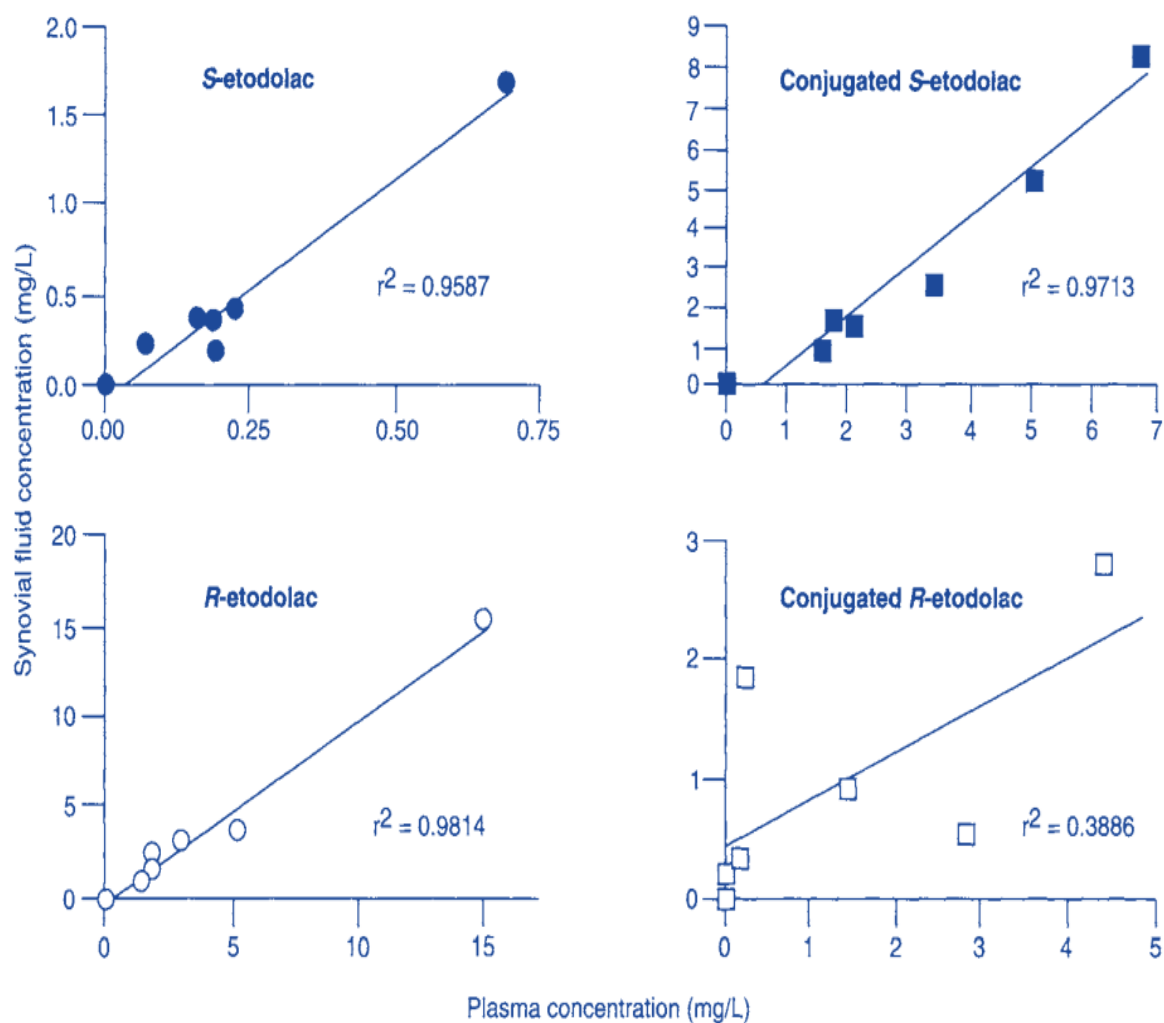 Synovial fluid concentration (mg/L)
2.0
1.5
1.0
0.5
0.0
S-etodolac
r² = 0.9587
0.00 0.25 0.50 0.75
9
8
7
6
5
4
3
2
1
0
Conjugated S-etodolac
r² = 0.9713
0 1 2 3 4 5 6 7
20
15
10
5
0
R-etodolac
r² = 0.9814
0 5 10 15
3
2
1
0
Conjugated R-etodolac
r² = 0.3886
0 1 2 3 4 5
Plasma concentration (mg/L)